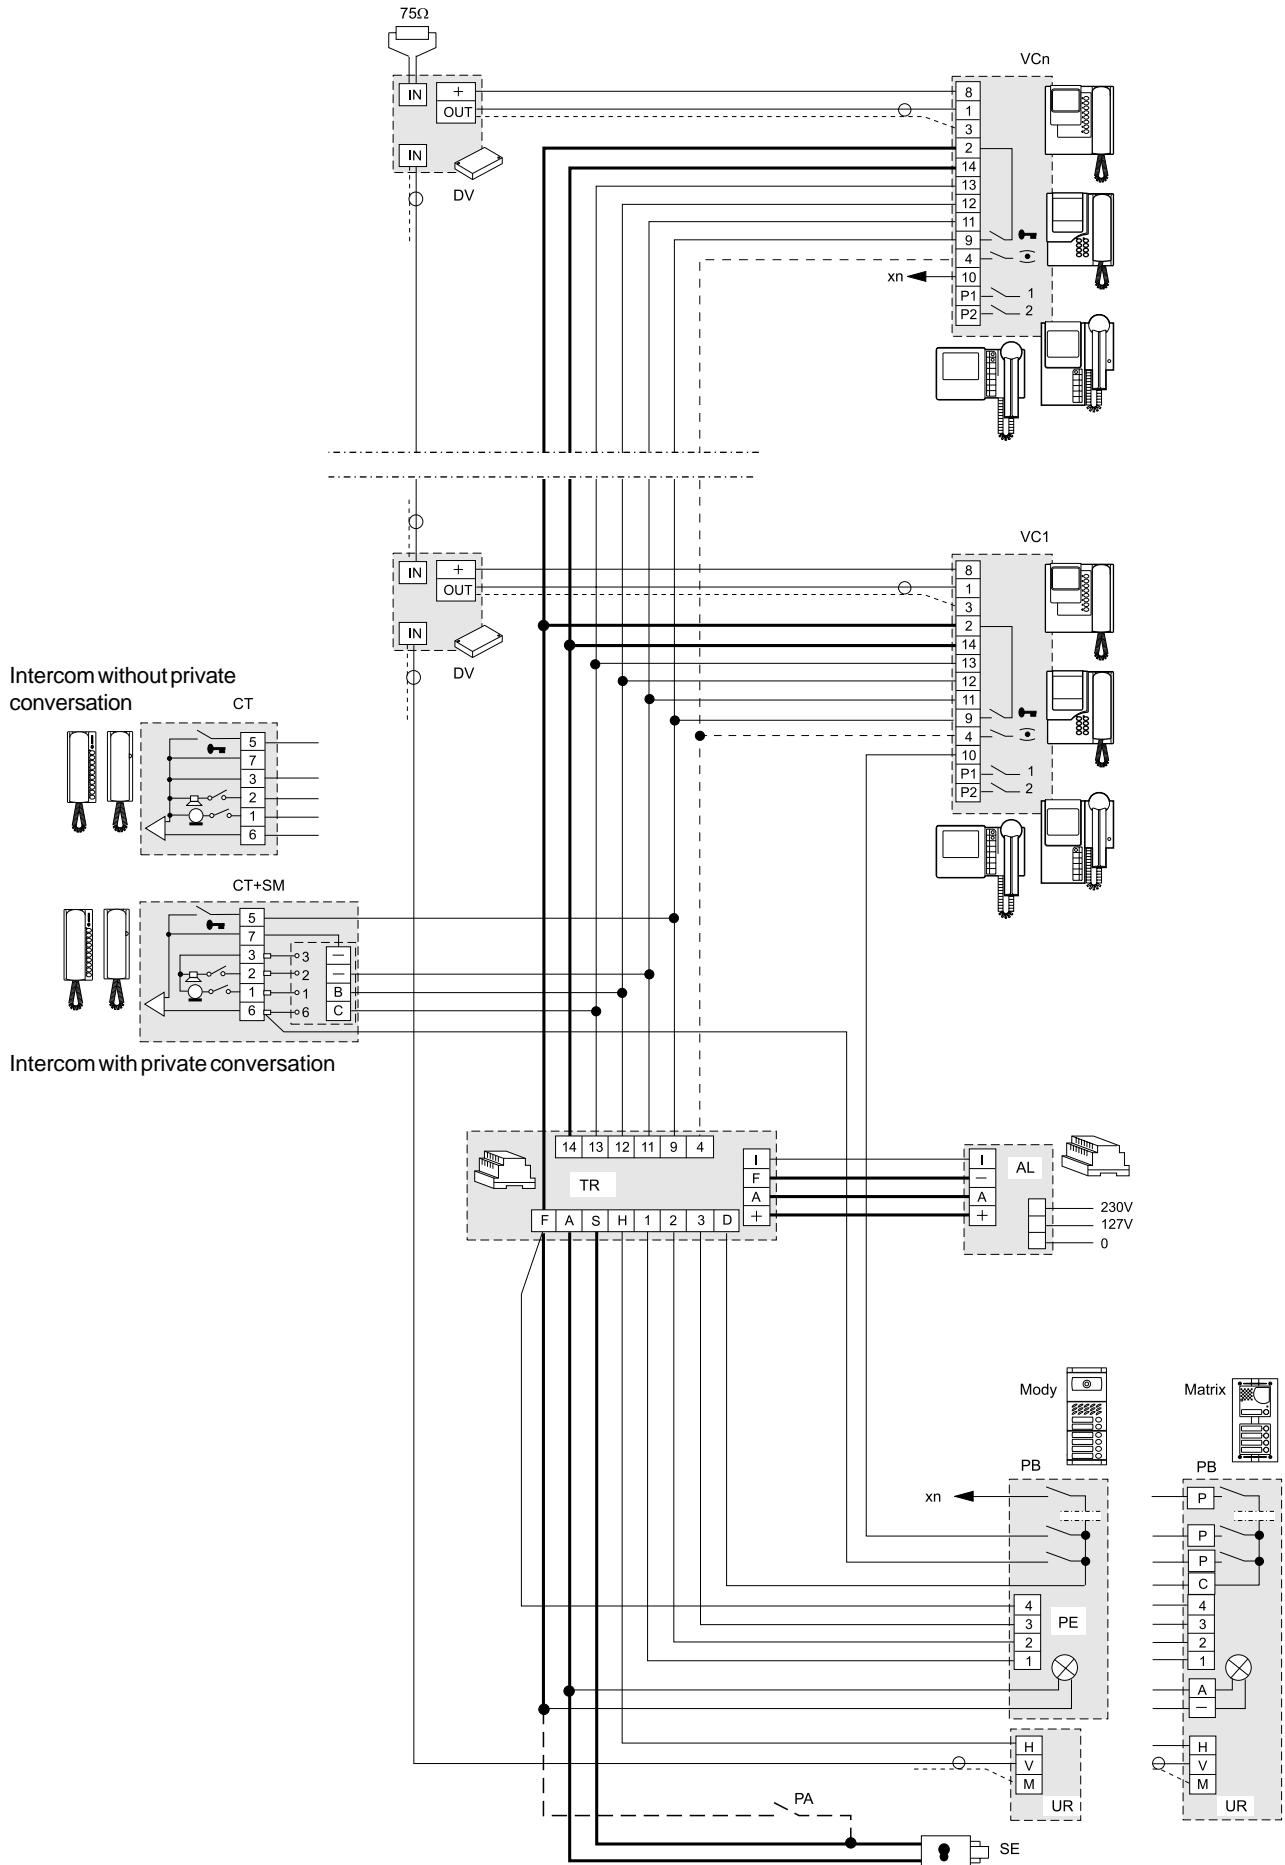 75Ω
VCn
IN
+
OUT
IN
DV
8
1
3
2
14
13
12
11
9
4
10
P1
P2
1
2
xn
VC1
IN
+
OUT
IN
DV
8
1
3
2
14
13
12
11
9
4
10
P1
P2
1
2
Intercom without private
conversation
CT
5
7
3
2
1
6
CT+SM
5
7
3
2
1
6
3
2
1
6
—
—
B
C
Intercom with private conversation
14 13 12 11 9 4
TR
I
F
A
+
F A S H 1 2 3 D
I
—
A
+
AL
230V
127V
0
Mody
Matrix
PB
PB
xn
4
3
2
1
PE
P
P
P
C
4
3
2
1
A
—
H
V
M
UR
H
V
M
UR
PA
SE